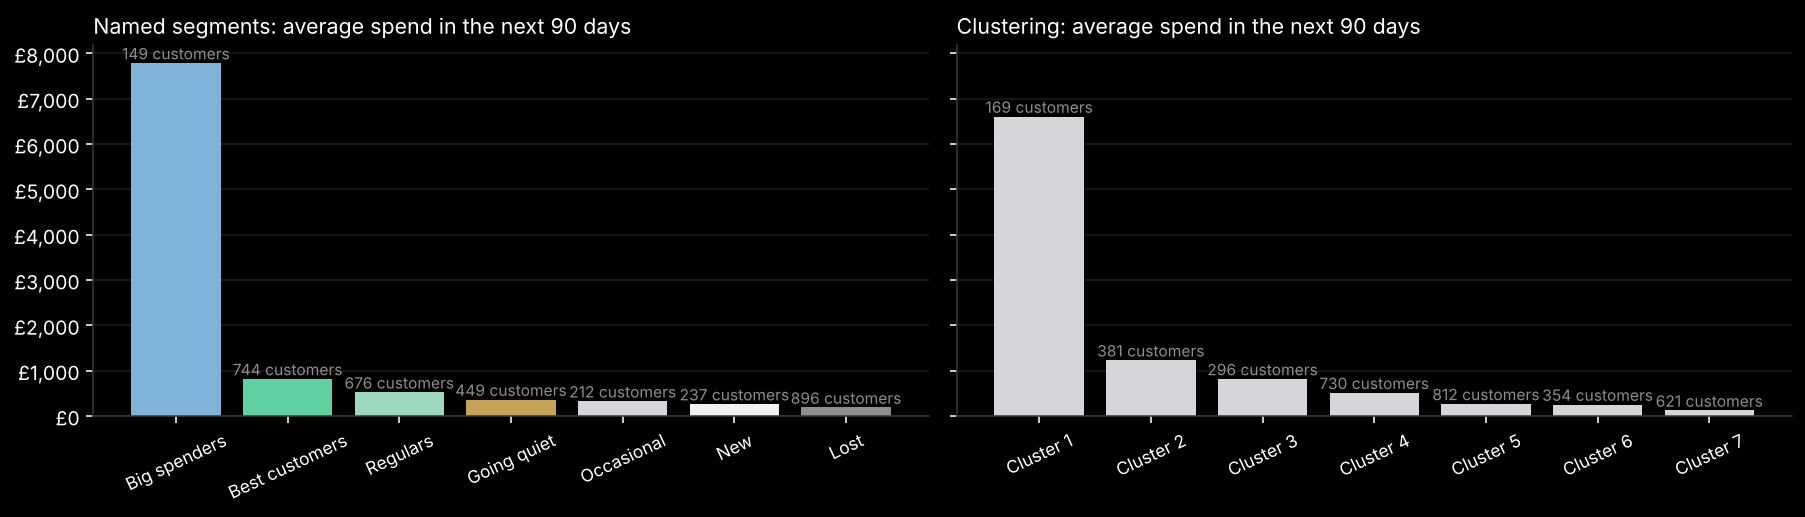 Named segments: average spend in the next 90 days
£8,000
£7,000
£6,000
£5,000
£4,000
£3,000
£2,000
£1,000
£0
149 customers
744 customers
676 customers
449 customers
212 customers
237 customers
896 customers
Big spenders
Best customers
Regulars
Going quiet
Occasional
New
Lost
Clustering: average spend in the next 90 days
169 customers
381 customers
296 customers
730 customers
812 customers
354 customers
621 customers
Cluster 1
Cluster 2
Cluster 3
Cluster 4
Cluster 5
Cluster 6
Cluster 7